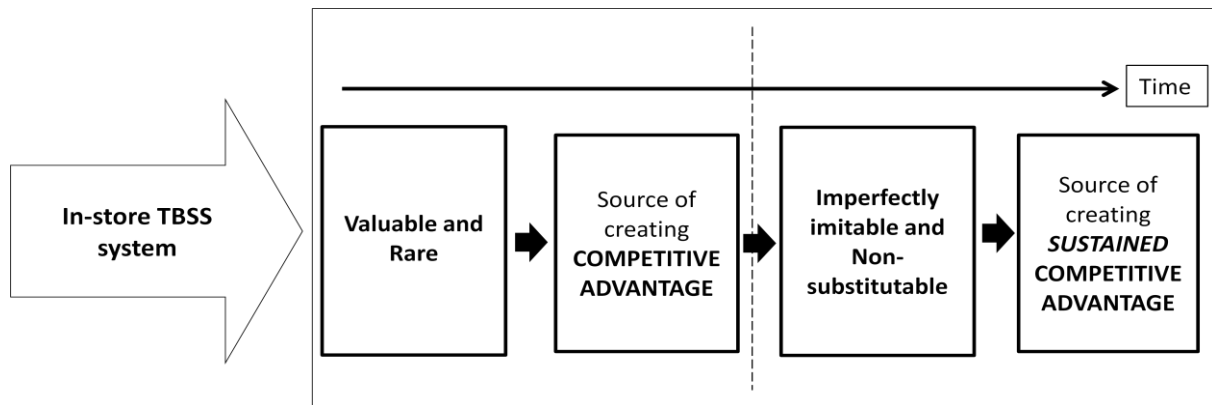 Time
In-store TBSS
system
Valuable and
Rare
Source of
creating
COMPETITIVE
ADVANTAGE
Imperfectly
imitable and
Non-
substitutable
Source of
creating
SUSTAINED
COMPETITIVE
ADVANTAGE